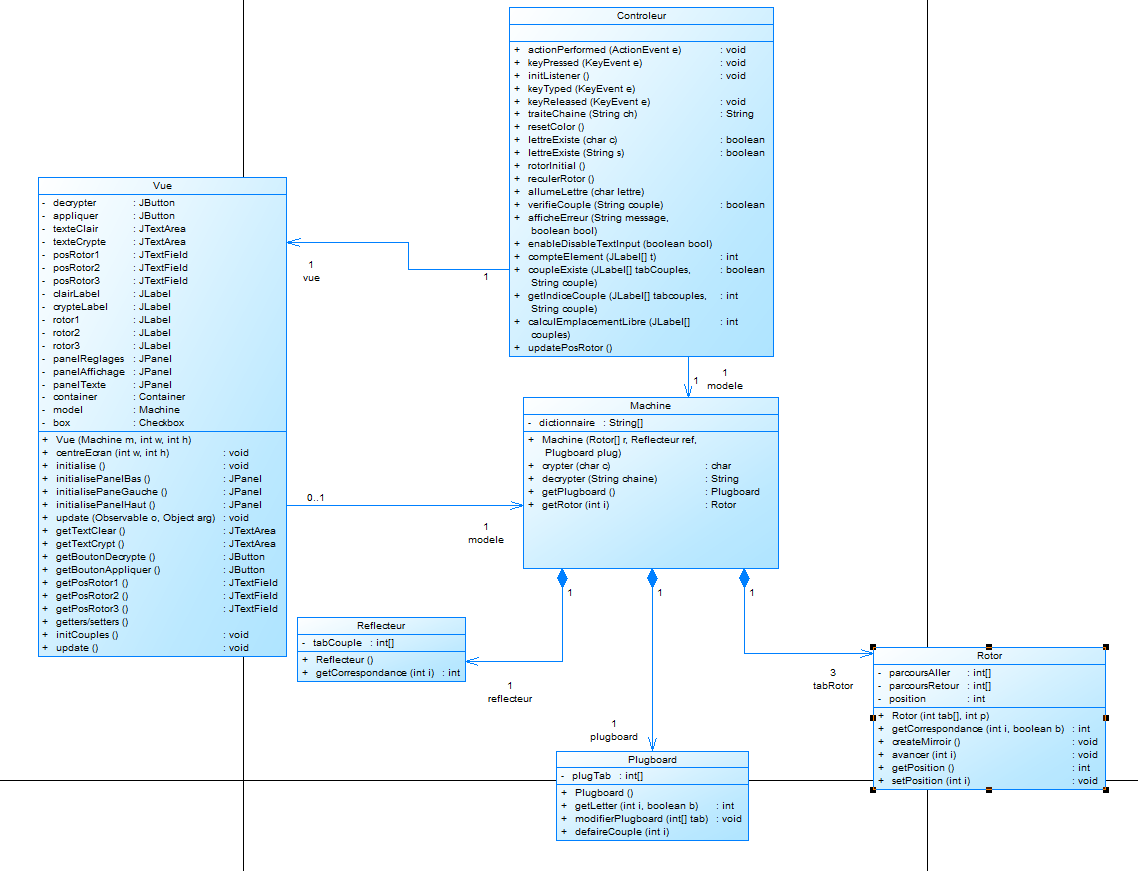 Controleur
+ actionPerformed (ActionEvent e) : void
+ keyPressed (KeyEvent e) : void
+ initListener () : void
+ keyTyped (KeyEvent e)
+ keyReleased (KeyEvent e) : void
+ traiteChaine (String ch) : String
+ resetColor ()
+ lettreExiste (char c) : boolean
+ lettreExiste (String s) : boolean
+ rotorInitial ()
+ reculerRotor ()
+ allumeLettre (char lettre)
+ verifieCouple (String couple) : boolean
+ afficheErreur (String message,
boolean bool)
+ enableDisableTextInput (boolean bool)
+ compteElement (JLabel[] t) : int
+ coupleExiste (JLabel[] tabCouples, : boolean
String couple)
+ getIndiceCouple (JLabel[] tabcouples, : int
String couple)
+ calculEmplacementLibre (JLabel[] : int
couples)
+ updatePosRotor ()
Vue
- decrypter : JButton
- appliquer : JButton
- texteClair : JTextArea
- texteCrypte : JTextArea
- posRotor1 : JTextField
- posRotor2 : JTextField
- posRotor3 : JTextField
- clairLabel : JLabel
- crypteLabel : JLabel
- rotor1 : JLabel
- rotor2 : JLabel
- rotor3 : JLabel
- panelReglages : JPanel
- panelAffichage : JPanel
- panelTexte : JPanel
- container : Container
- model : Machine
- box : Checkbox
+ Vue (Machine m, int w, int h)
+ centreEcran (int w, int h) : void
+ initialise () : void
+ initialisePanelBas () : JPanel
+ initialisePaneGauche () : JPanel
+ initialisePanelHaut () : JPanel
+ update (Observable o, Object arg) : void
+ getTextClear () : JTextArea
+ getTextCrypt () : JTextArea
+ getBoutonDecrypte () : JButton
+ getBoutonAppliquer () : JButton
+ getPosRotor1 () : JTextField
+ getPosRotor2 () : JTextField
+ getPosRotor3 () : JTextField
+ getters/setters ()
+ initCouples () : void
+ update () : void
1
vue
1
1
1
modele
Machine
- dictionnaire : String[]
+ Machine (Rotor[] r, Reflecteur ref,
Plugboard plug)
+ crypter (char c) : char
+ decrypter (String chaine) : String
+ getPlugboard () : Plugboard
+ getRotor (int i) : Rotor
0..1
1
modele
1
1
1
Reflecteur
- tabCouple : int[]
+ Reflecteur ()
+ getCorrespondance (int i) : int
1
reflecteur
1
plugboard
3
tabRotor
Rotor
- parcoursAller : int[]
- parcoursRetour : int[]
- position : int
+ Rotor (int tab[], int p)
+ getCorrespondance (int i, boolean b) : int
+ createMirroir () : void
+ avancer (int i) : void
+ getPosition () : int
+ setPosition (int i) : void
Plugboard
- plugTab : int[]
+ Plugboard ()
+ getLetter (int i, boolean b) : int
+ modifierPlugboard (int[] tab) : void
+ defaireCouple (int i)